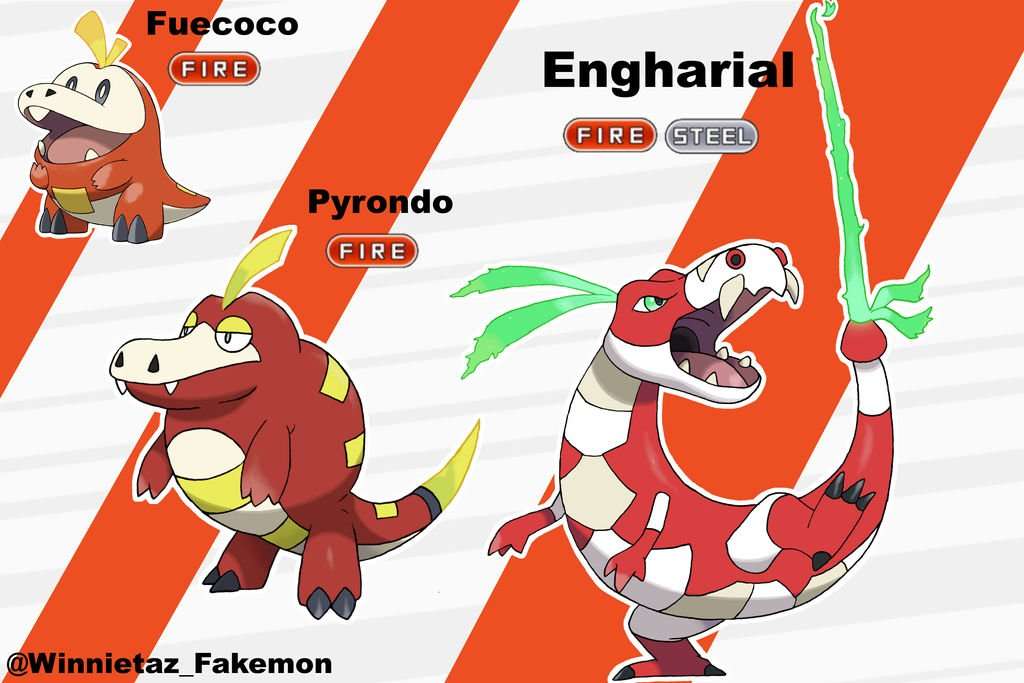 Fuecoco
FIRE
Engharial
FIRE STEEL
Pyrondo
FIRE
@Winnietaz_Fakemon